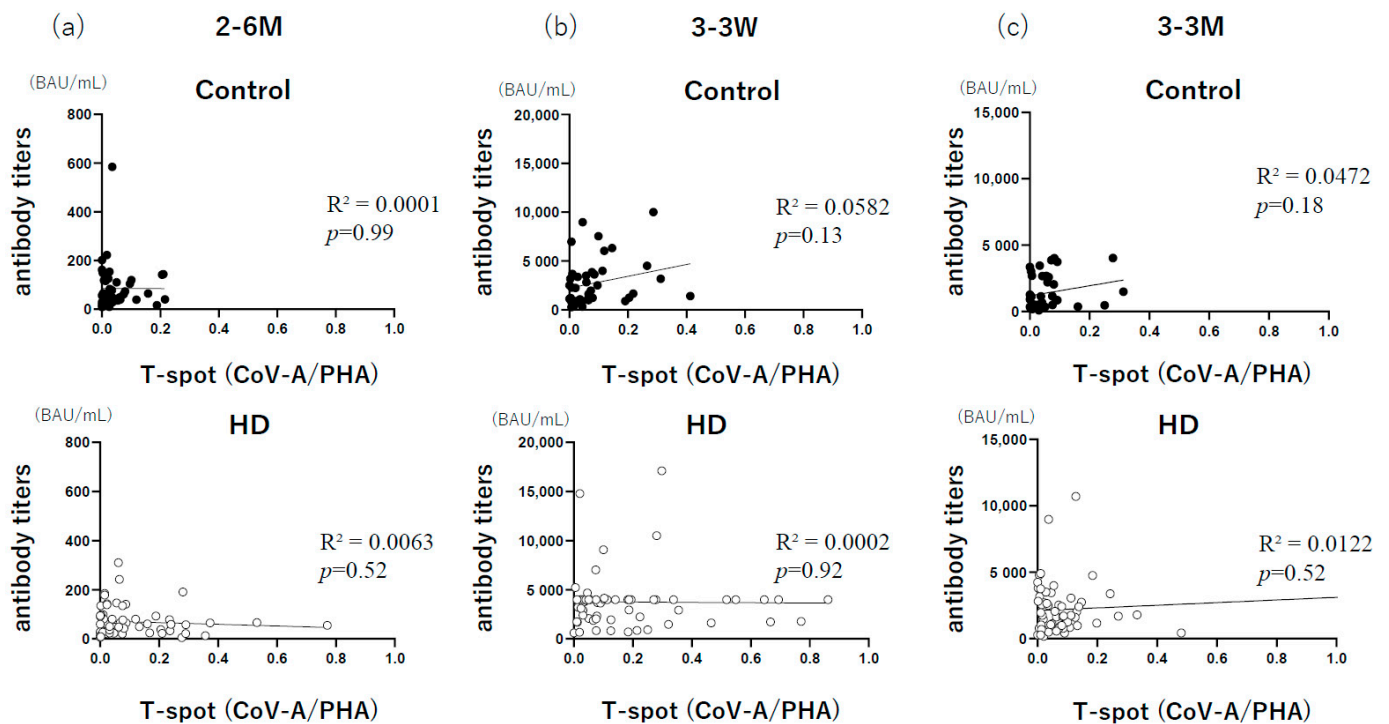 (a) 2-6M
(BAU/mL)
Control
antibody titers
800
600
400
200
0
R² = 0.0001
p=0.99
0.0 0.2 0.4 0.6 0.8 1.0
T-spot (CoV-A/PHA)
(b) 3-3W
(BAU/mL)
Control
antibody titers
20,000
15,000
10,000
5 000
0
R² = 0.0582
p=0.13
0.0 0.2 0.4 0.6 0.8 1.0
T-spot (CoV-A/PHA)
(c) 3-3M
(BAU/mL)
Control
antibody titers
15,000
10,000
5 000
0
R² = 0.0472
p=0.18
0.0 0.2 0.4 0.6 0.8 1.0
T-spot (CoV-A/PHA)
(BAU/mL)
HD
antibody titers
800
600
400
200
0
R² = 0.0063
p=0.52
0.0 0.2 0.4 0.6 0.8 1.0
T-spot (CoV-A/PHA)
(BAU/mL)
HD
antibody titers
20,000
15,000
10,000
5 000
0
R² = 0.0002
p=0.92
0.0 0.2 0.4 0.6 0.8 1.0
T-spot (CoV-A/PHA)
(BAU/mL)
HD
antibody titers
15,000
10,000
5 000
0
R² = 0.0122
p=0.52
0.0 0.2 0.4 0.6 0.8 1.0
T-spot (CoV-A/PHA)